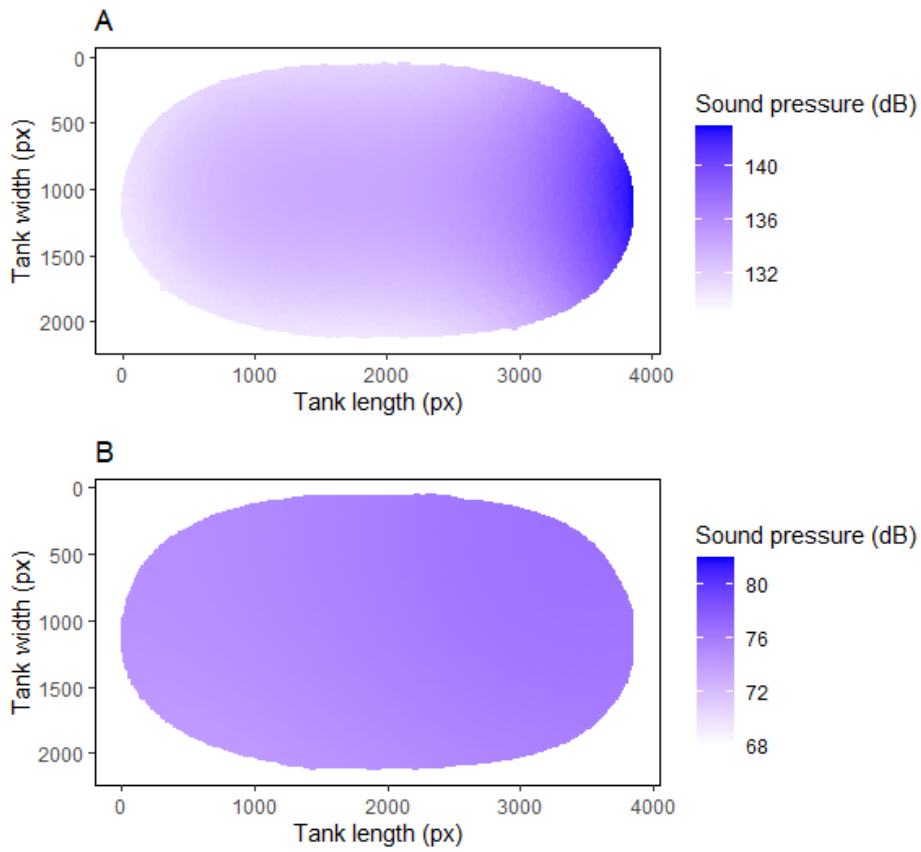 A
0
500
1000
1500
2000
Tank width (px)
0 1000 2000 3000 4000
Tank length (px)
Sound pressure (dB)
140
136
132
B
0
500
1000
1500
2000
Tank width (px)
0 1000 2000 3000 4000
Tank length (px)
Sound pressure (dB)
80
76
72
68